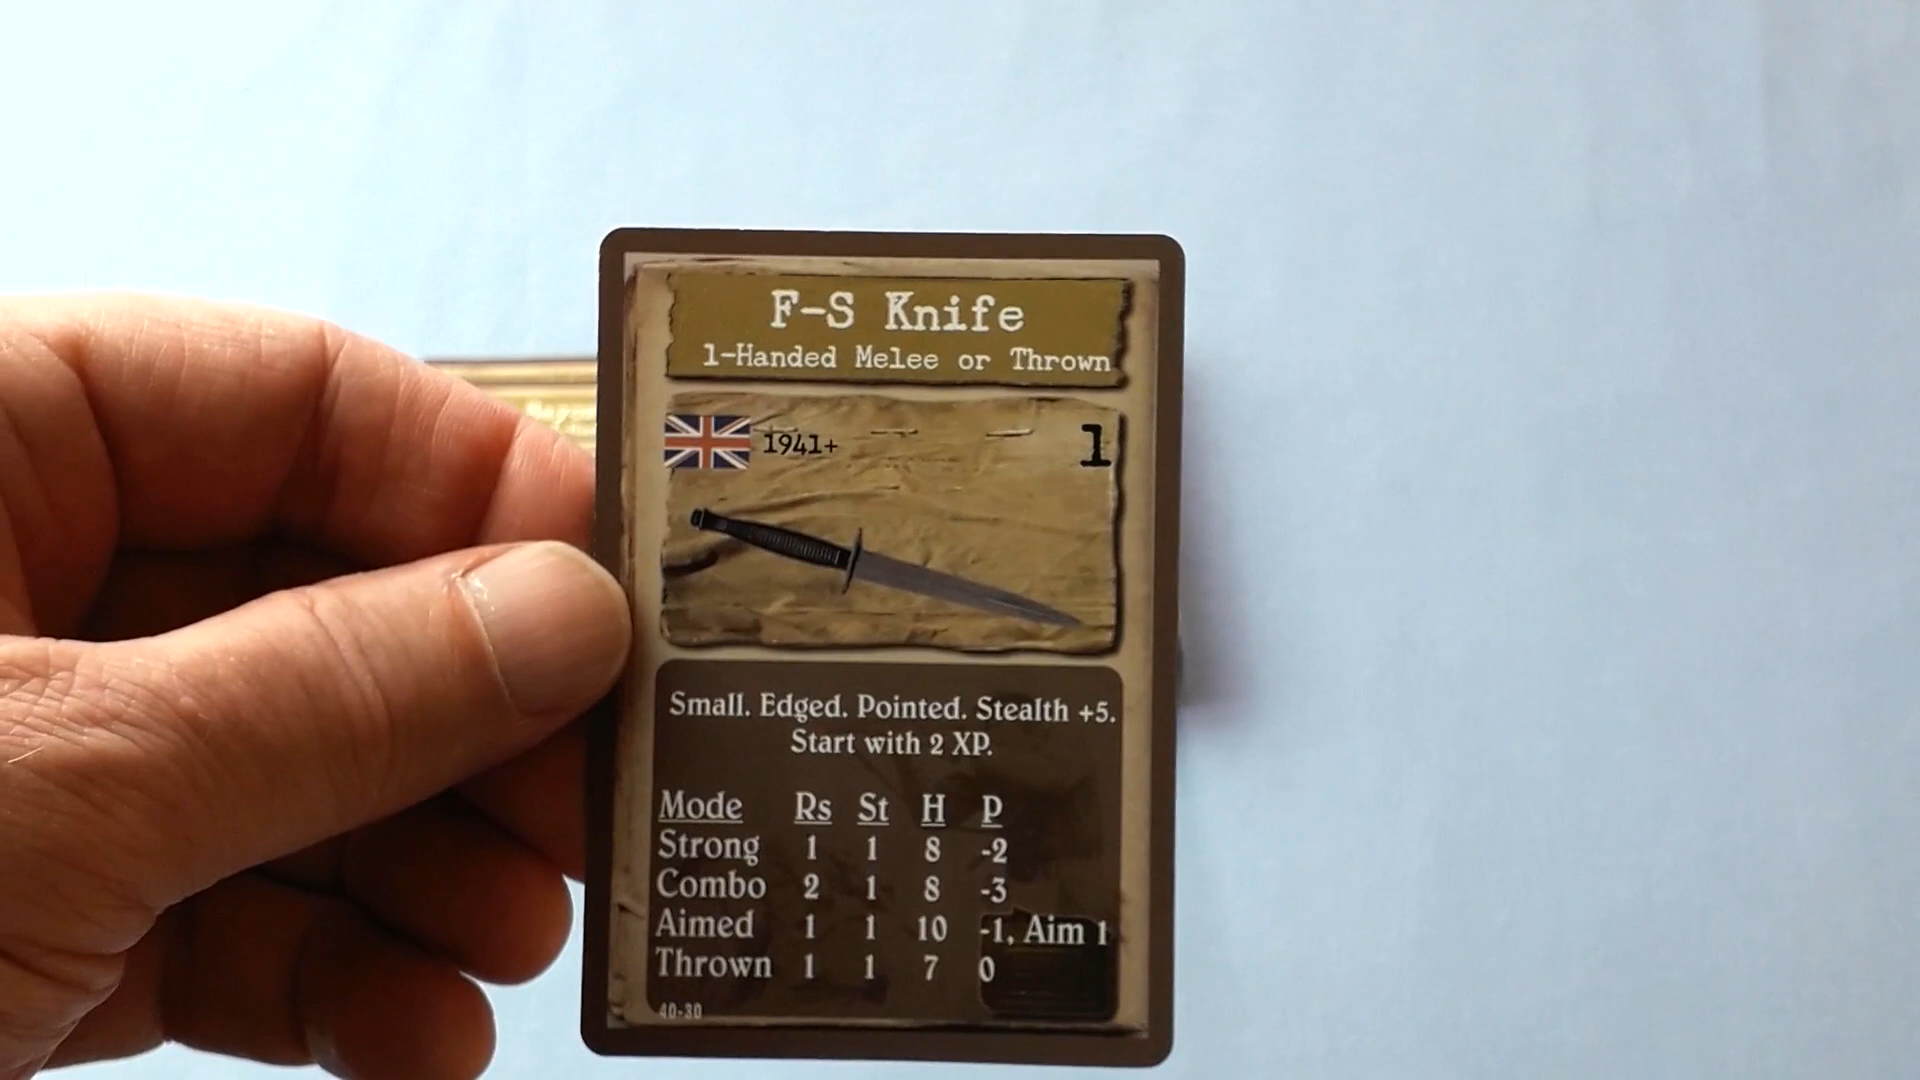 F-S Knife
1-Handed Melee or Thrown
1941+ 1
Small. Edged. Pointed. Stealth +5.
Start with 2 XP.
Mode Rs St H P
Strong 1 1 8 -2
Combo 2 1 8 -3
Aimed 1 1 10 -1, Aim 1
Thrown 1 1 7 0
40-30